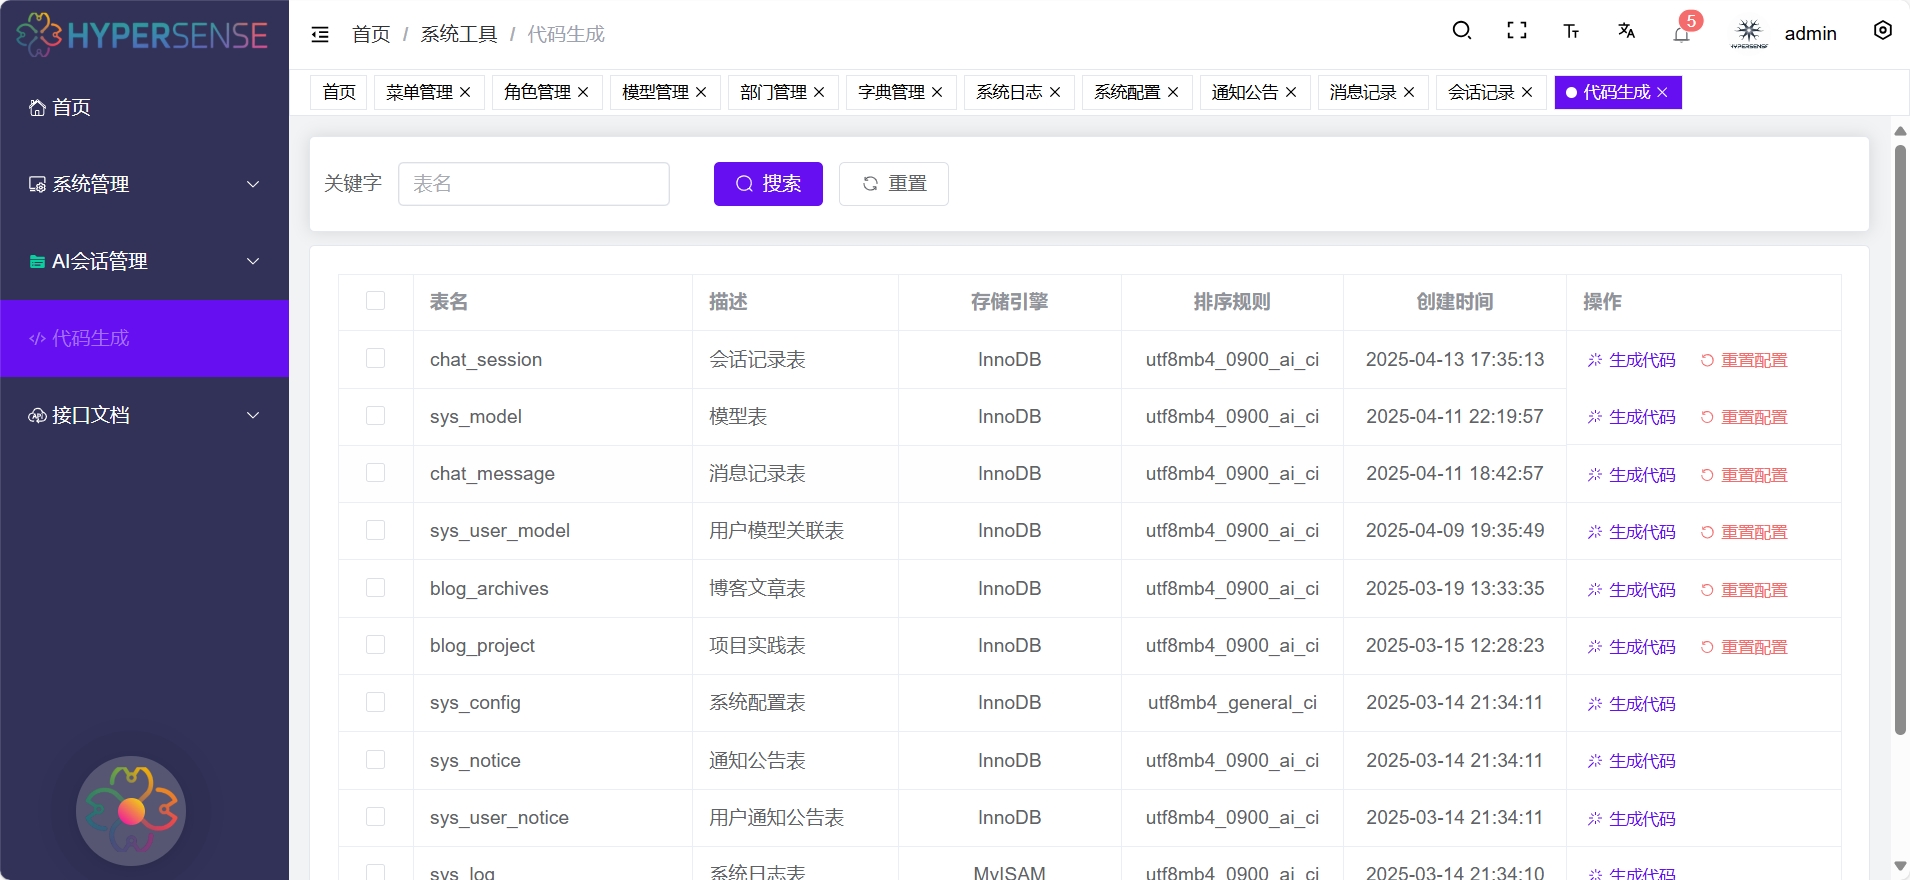 HYPERSENSE
首页
系统管理
AI会话管理
代码生成
接口文档
首页 / 系统工具 / 代码生成
5
HYPERSENSE
admin
首页 菜单管理 角色管理 模型管理 部门管理 字典管理 系统日志 系统配置 通知公告 消息记录 会话记录 代码生成
关键字 表名 搜索 重置
表名 描述 存储引擎 排序规则 创建时间 操作
chat_session 会话记录表 InnoDB utf8mb4_0900_ai_ci 2025-04-13 17:35:13 生成代码 重置配置
sys_model 模型表 InnoDB utf8mb4_0900_ai_ci 2025-04-11 22:19:57 生成代码 重置配置
chat_message 消息记录表 InnoDB utf8mb4_0900_ai_ci 2025-04-11 18:42:57 生成代码 重置配置
sys_user_model 用户模型关联表 InnoDB utf8mb4_0900_ai_ci 2025-04-09 19:35:49 生成代码 重置配置
blog_archives 博客文章表 InnoDB utf8mb4_0900_ai_ci 2025-03-19 13:33:35 生成代码 重置配置
blog_project 项目实践表 InnoDB utf8mb4_0900_ai_ci 2025-03-15 12:28:23 生成代码 重置配置
sys_config 系统配置表 InnoDB utf8mb4_general_ci 2025-03-14 21:34:11 生成代码
sys_notice 通知公告表 InnoDB utf8mb4_0900_ai_ci 2025-03-14 21:34:11 生成代码
sys_user_notice 用户通知公告表 InnoDB utf8mb4_0900_ai_ci 2025-03-14 21:34:11 生成代码
sys_log 系统日志表 MyISAM utf8mb4_0900_ai_ci 2025-03-14 21:34:10 生成代码